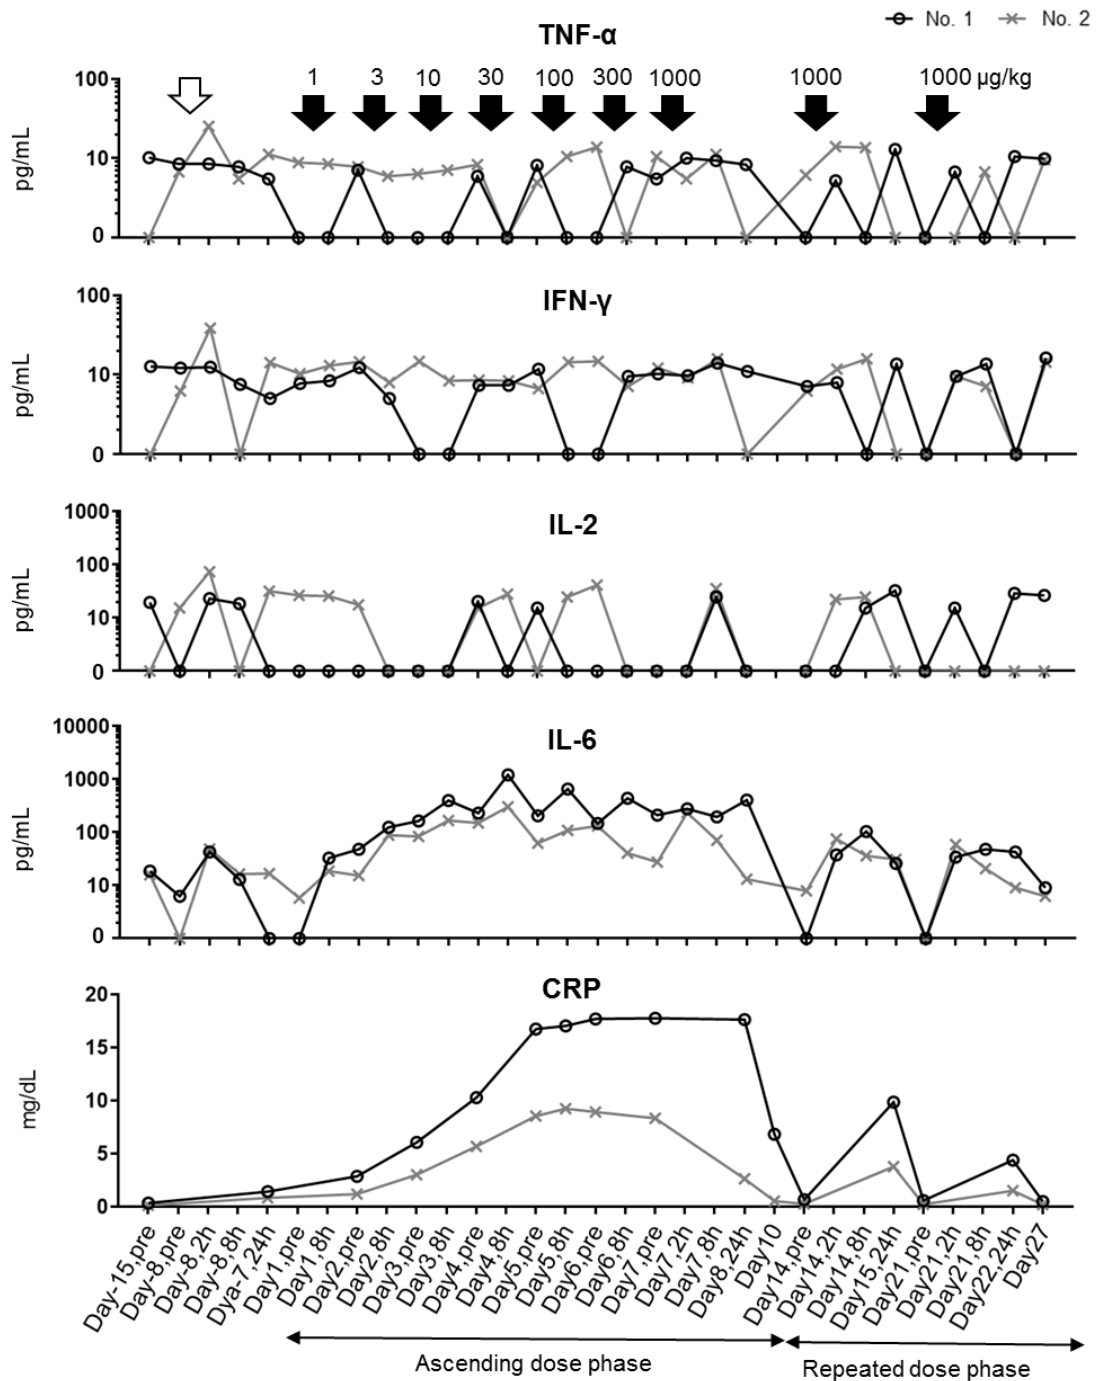 No. 1 No. 2
TNF-α
1 3 10 30 100 300 1000 1000 1000 µg/kg
100
10
0
pg/mL
IFN-γ
100
10
0
pg/mL
IL-2
1000
100
10
0
pg/mL
IL-6
10000
1000
100
10
0
pg/mL
CRP
20
15
10
5
0
mg/dL
Day-15,pre
Day-8,pre
Day-8,2h
Day-8,8h
Dya-7,24h
Day1,pre
Day1,8h
Day2,pre
Day2,8h
Day3,pre
Day3,8h
Day4,pre
Day4,8h
Day5,pre
Day5,8h
Day6,pre
Day6,8h
Day7,pre
Day7,2h
Day7,8h
Day8,24h
Day10
Day14,pre
Day14,2h
Day14,8h
Day15,24h
Day21,pre
Day21,2h
Day21,8h
Day22,24h
Day27
Ascending dose phase
Repeated dose phase